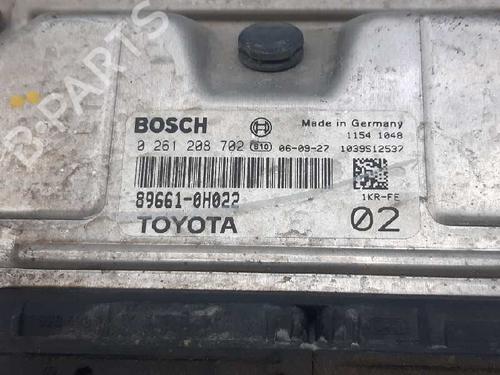 B-PARTS
BOSCH Made in Germany
1154 1048
0 261 208 702 S10 06-09-27 1039S12537
89661-0H022
1KR-FE
TOYOTA 02